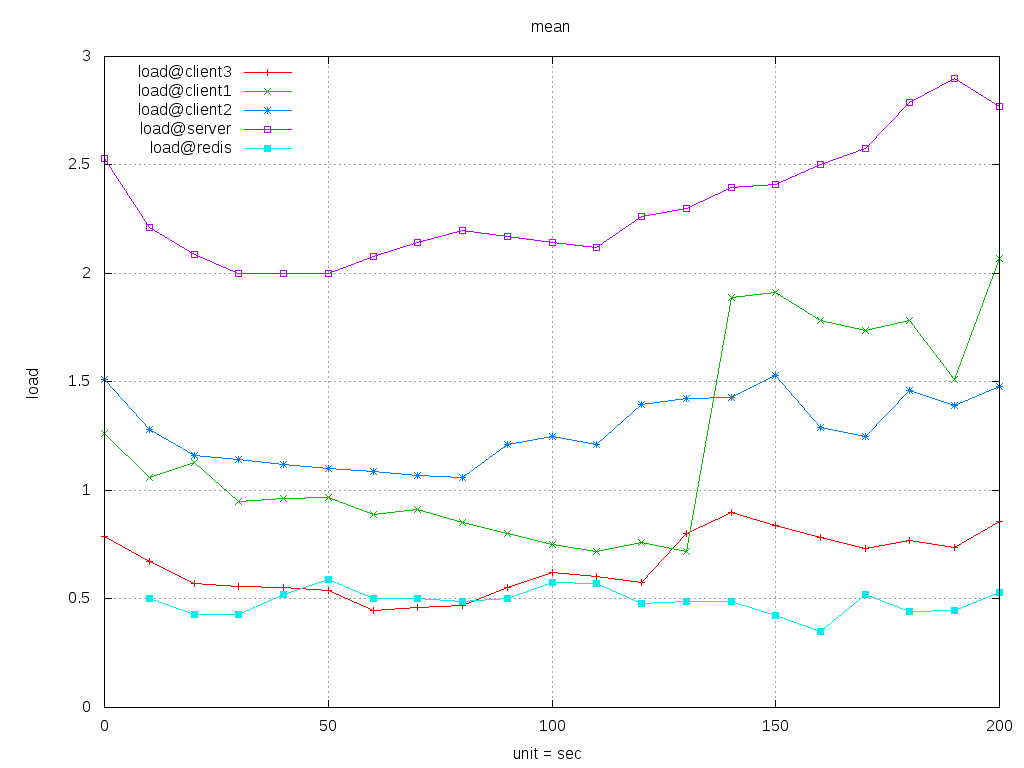 mean
3
2.5
2
1.5
1
0.5
0
load
load@client3
load@client1
load@client2
load@server
load@redis
0
50
100
150
200
unit = sec